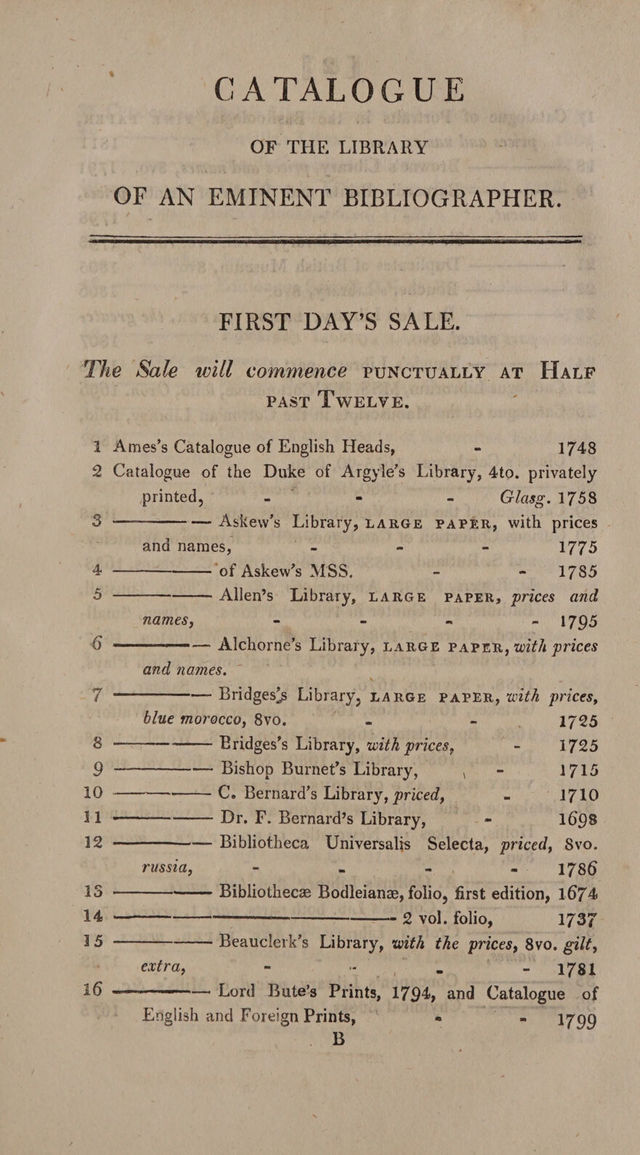 CATALOGUE
OF THE LIBRARY
OF AN EMINENT BIBLIOGRAPHER.
FIRST DAY'S SALE.
The Sale will commence PUNCTUALLY AT HALF
PAST TWELVE.
1 Ames's Catalogue of English Heads, - 1748
2 Catalogue of the Duke of Argyle's Library, 4to. privately
printed, - - - Glasg. 1758
3 ———— Askew's Library, LARGE PAPER, with prices
and names, - - - 1775
4 ———— of Askew's MSS. - - 1785
5 ———— Allen's Library, LARGE PAPER, prices and
names, - - - - 1795
6 ———— Alchorne's Library, LARGE PAPER, with prices
and names.
7 ———— Bridges's Library, LARGE PAPER, with prices,
blue morocco, 8vo. - - 1725
8 ———— Bridges's Library, with prices, - 1725
9 ———— Bishop Burnet's Library, - 1715
10 ———— C. Bernard's Library, priced, - 1710
11 ———— Dr. F. Bernard's Library, - 1698
12 ———— Bibliotheca Universalis Selecta, priced, 8vo.
russia, - - - - 1786
13 ———— Bibliothecæ Bodleianæ, folio, first edition, 1674
14 ———————————— 2 vol. folio, 1737
15 ———— Beauclerk's Library, with the prices, 8vo. gilt,
extra, - - - - 1781
16 ———— Lord Bute's Prints, 1794, and Catalogue of
English and Foreign Prints, - - 1799
B